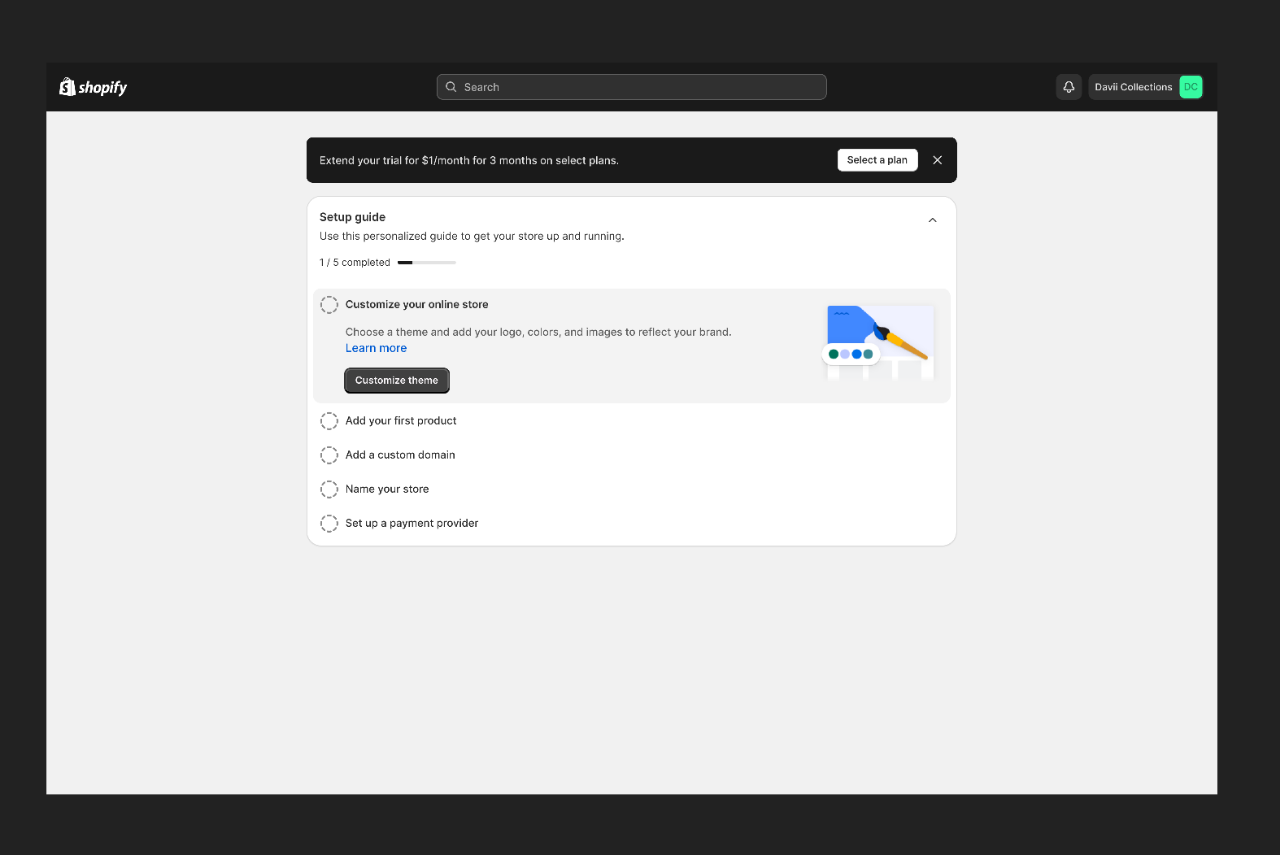 shopify
Search
Davii Collections DC
Extend your trial for $1/month for 3 months on select plans.
Select a plan
Setup guide
Use this personalized guide to get your store up and running.
1 / 5 completed
Customize your online store
Choose a theme and add your logo, colors, and images to reflect your brand.
Learn more
Customize theme
Add your first product
Add a custom domain
Name your store
Set up a payment provider